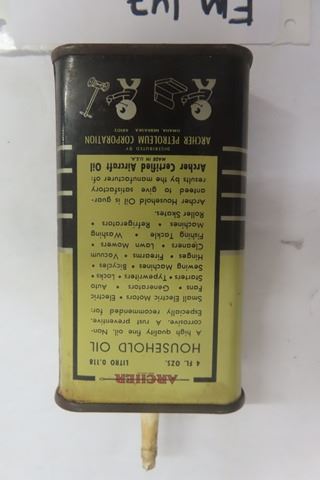 ARCHER
4 FL. OZS. LITRO 0.118
HOUSEHOLD OIL
A high quality fine oil. Non-
corrosive. A rust preventive.
Especially recommended for
Small Electric Motors • Electric
Fans • Generators • Auto
Starters • Typewriters • Locks •
Sewing Machines • Bicycles •
Hinges • Firearms • Vacuum
Cleaners • Lawn Mowers •
Fishing Tackle • Washing
Machines • Refrigerators •
Roller Skates.
Archer Household Oil is guar-
anteed to give satisfactory
results by the manufacturer of:
Archer Certified Aircraft Oil
MADE IN U.S.A.
DISTRIBUTED BY
ARCHER PETROLEUM CORPORATION
OMAHA NEBRASKA